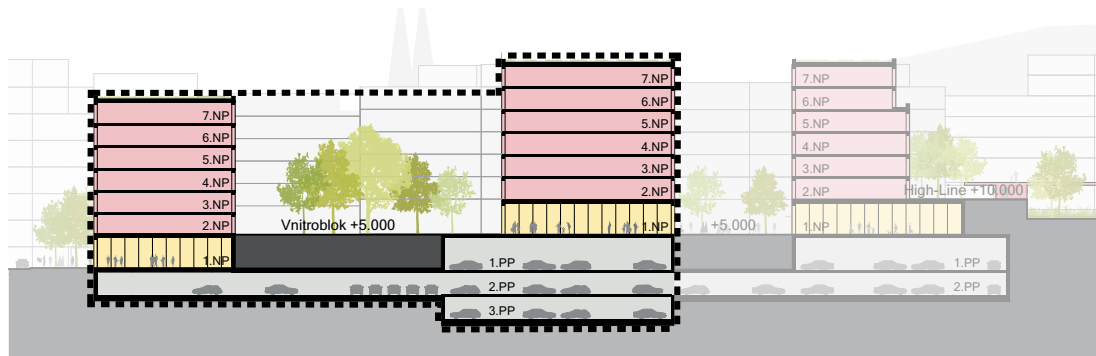 7.NP
6.NP
5.NP
4.NP
3.NP
2.NP
1.NP
Vnitroblok +5.000
7.NP
6.NP
5.NP
4.NP
3.NP
2.NP
1.NP
1.PP
2.PP
3.PP
+5.000
7.NP
6.NP
5.NP
4.NP
3.NP
2.NP
1.NP
High-Line +10,000
1.PP
2.PP